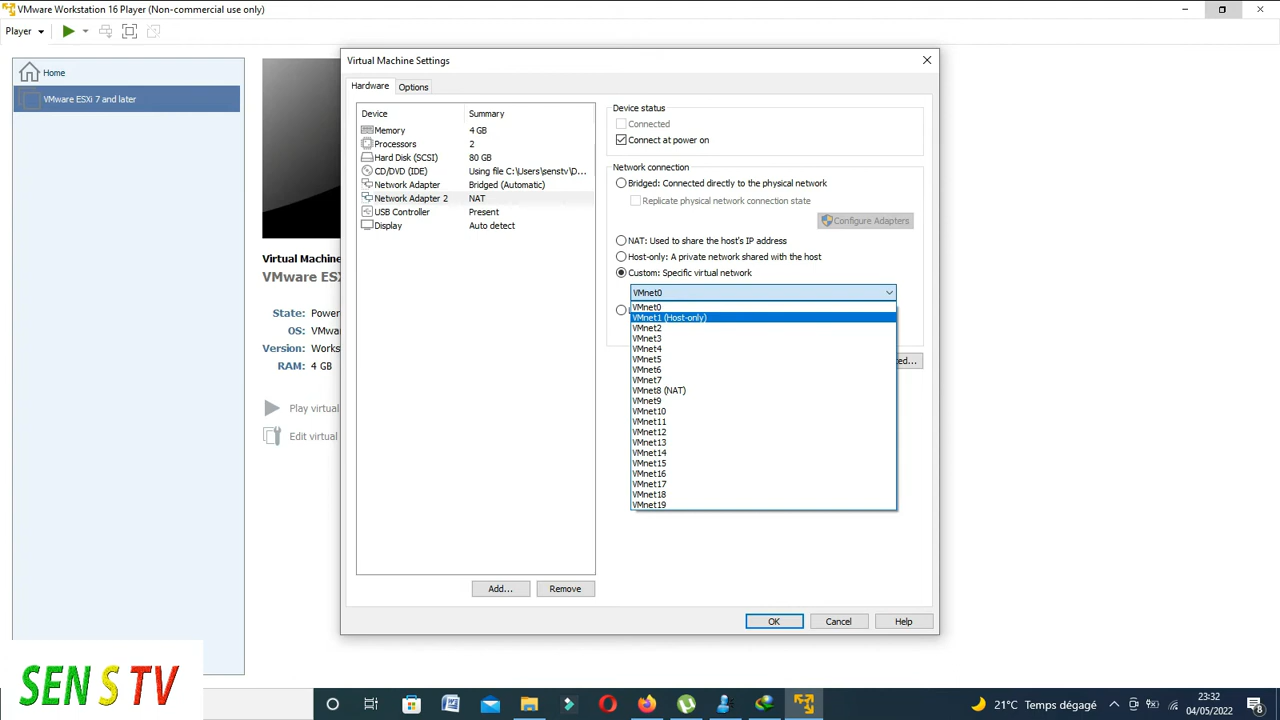 VMware Workstation 16 Player (Non-commercial use only)
Player
Home
VMware ESXi 7 and later
Virtual Machine
VMware ES
State: Power
OS: VMwa
Version: Works
RAM: 4 GB
Play virtual
Edit virtual
Virtual Machine Settings
Hardware Options
Device Summary
Memory 4 GB
Processors 2
Hard Disk (SCSI) 80 GB
CD/DVD (IDE) Using file C:\Users\senstv\D...
Network Adapter Bridged (Automatic)
Network Adapter 2 NAT
USB Controller Present
Display Auto detect
Add... Remove
Device status
Connected
Connect at power on
Network connection
Bridged: Connected directly to the physical network
Replicate physical network connection state
Configure Adapters
NAT: Used to share the host's IP address
Host-only: A private network shared with the host
Custom: Specific virtual network
VMnet0
VMnet0
VMnet1 (Host-only)
VMnet2
VMnet3
VMnet4
VMnet5
VMnet6
VMnet7
VMnet8 (NAT)
VMnet9
VMnet10
VMnet11
VMnet12
VMnet13
VMnet14
VMnet15
VMnet16
VMnet17
VMnet18
VMnet19
ed...
OK Cancel Help
SEN S TV
21°C Temps dégagé
23:32
04/05/2022
8